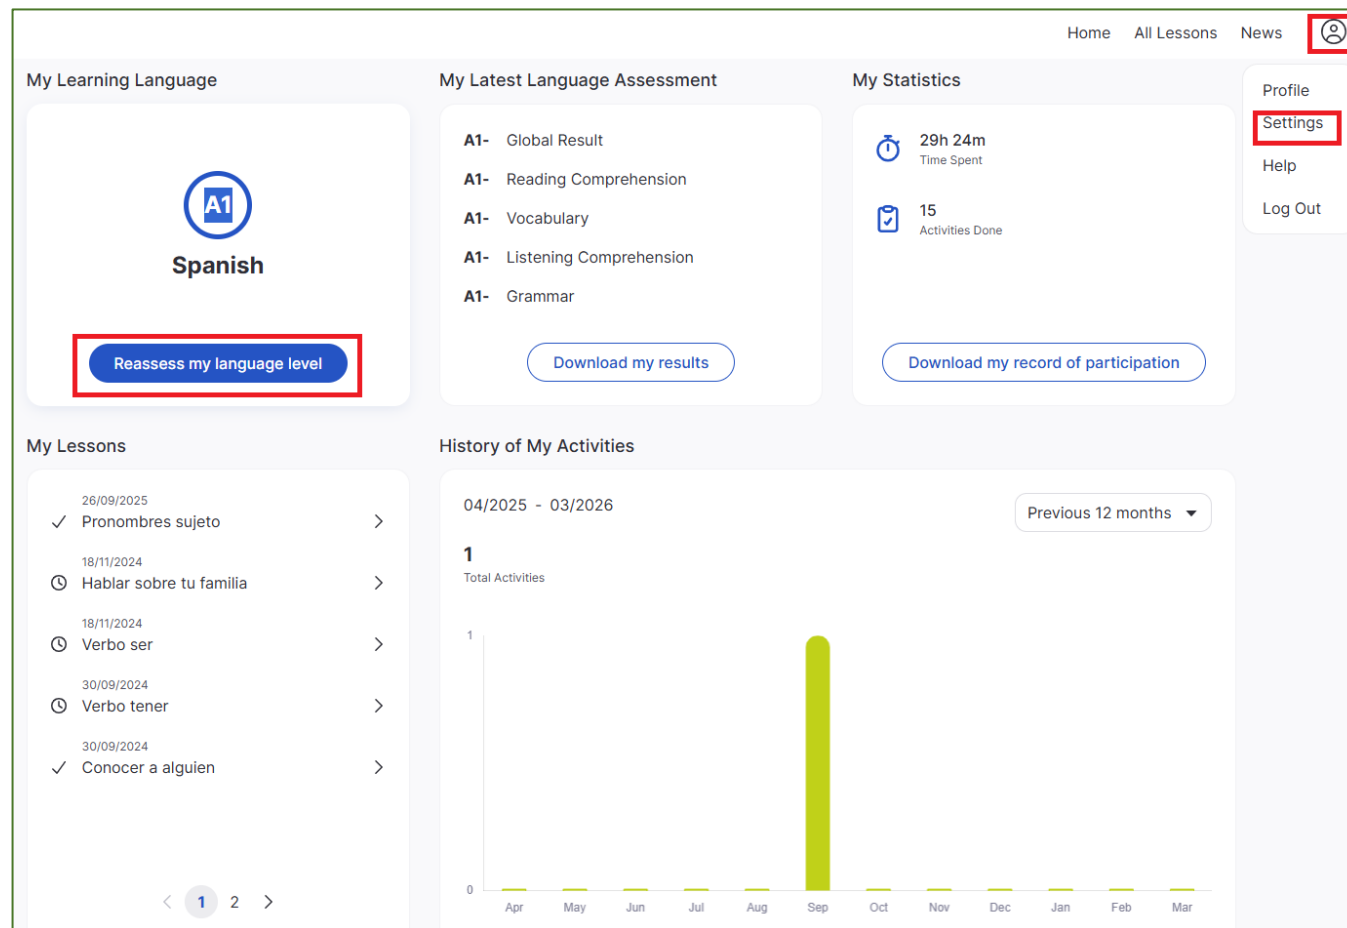 Home All Lessons News
Profile
Settings
Help
Log Out
My Learning Language
A1
Spanish
Reassess my language level
My Latest Language Assessment
A1- Global Result
A1- Reading Comprehension
A1- Vocabulary
A1- Listening Comprehension
A1- Grammar
Download my results
My Statistics
29h 24m
Time Spent
15
Activities Done
Download my record of participation
My Lessons
26/09/2025
Pronombres sujeto
18/11/2024
Hablar sobre tu familia
18/11/2024
Verbo ser
30/09/2024
Verbo tener
30/09/2024
Conocer a alguien
1 2
History of My Activities
04/2025 - 03/2026
Previous 12 months
1
Total Activities
1
0
Apr May Jun Jul Aug Sep Oct Nov Dec Jan Feb Mar